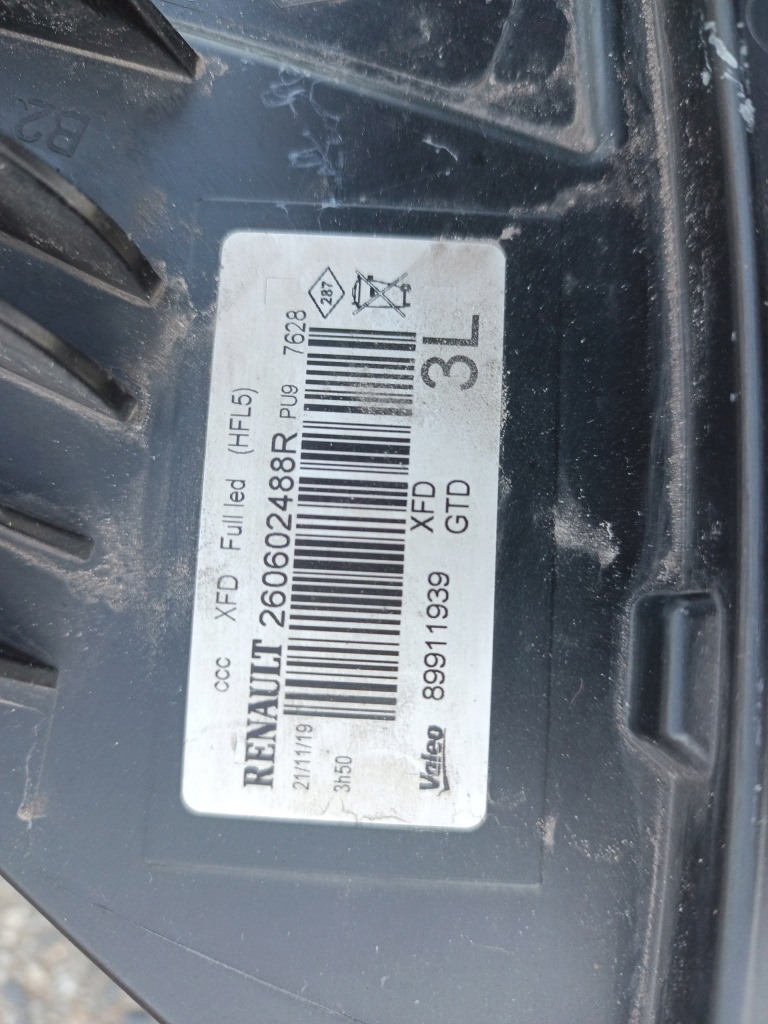 B2
ccc XFD Full led (HFL5)
RENAULT 260602488R PU9 7628
287
21/11/19
3h50
3L
Valeo 89911939 XFD
GTD